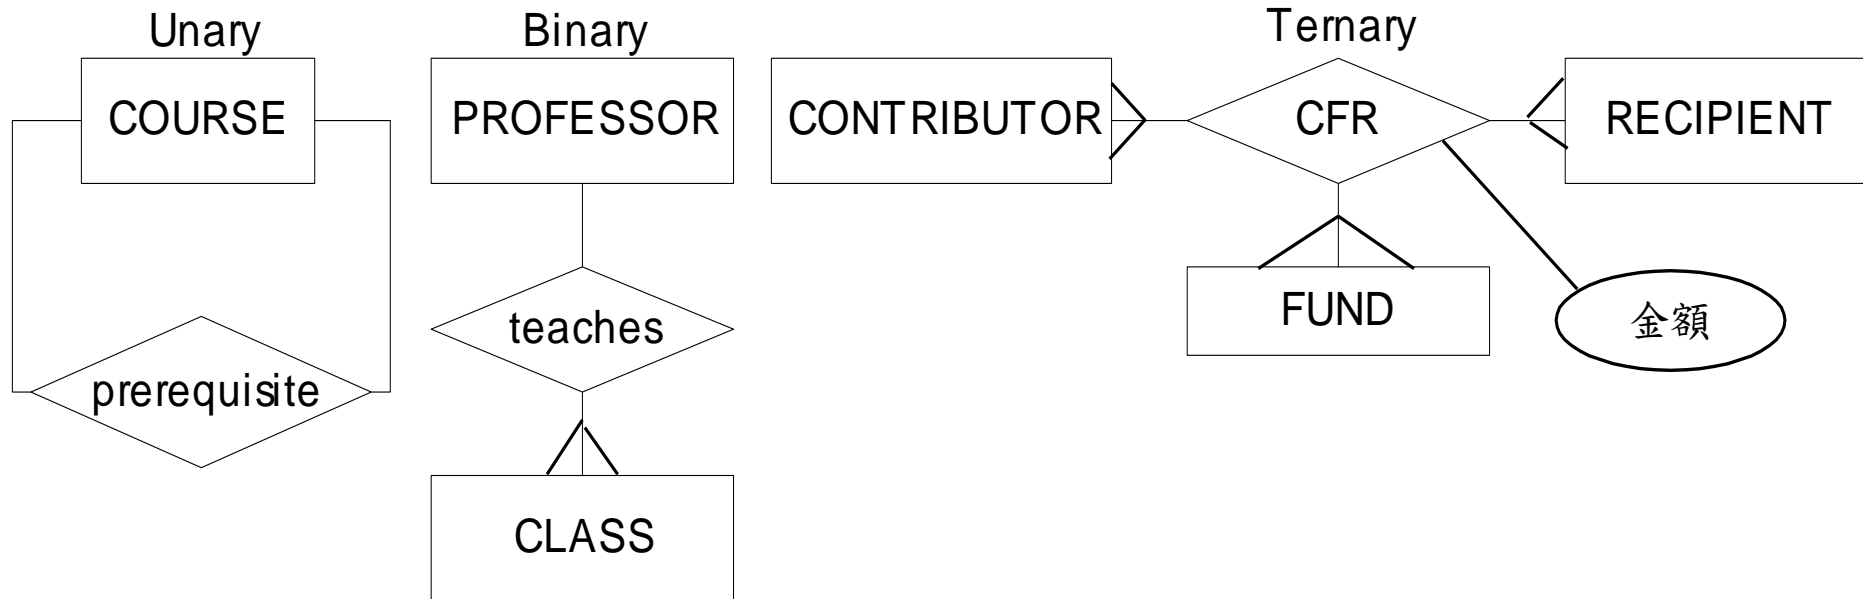 Unary
COURSE
prerequisite
Binary
PROFESSOR
teaches
CLASS
Ternary
CONTRIBUTOR
CFR
RECIPIENT
FUND
金額